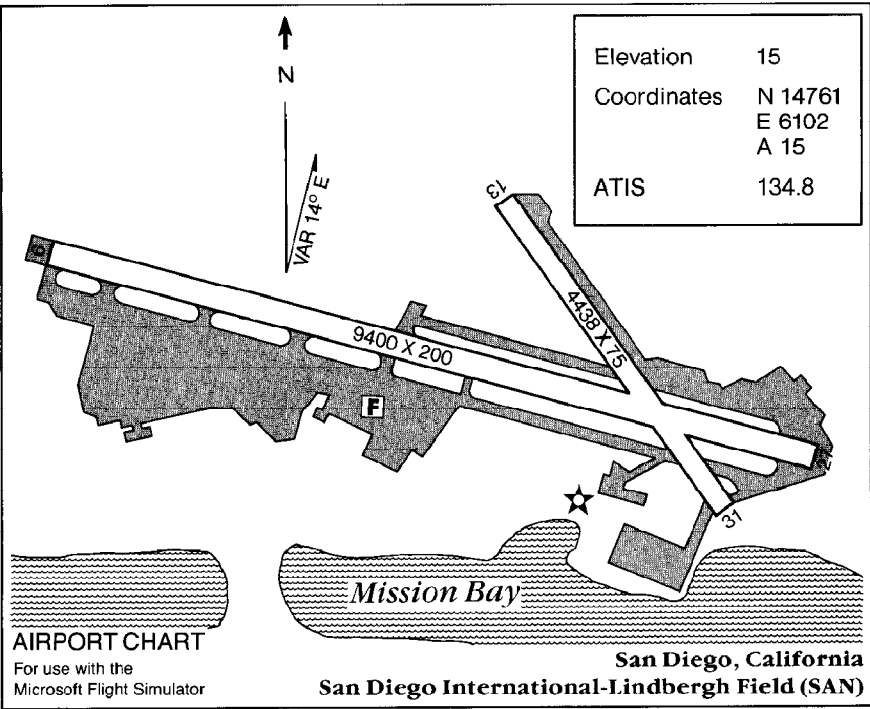 N
VAR 14° E
Elevation 15
Coordinates N 14761
E 6102
A 15
ATIS 134.8
13
9
4438 X 75
9400 X 200
F
27
31
Mission Bay
AIRPORT CHART
For use with the
Microsoft Flight Simulator
San Diego, California
San Diego International-Lindbergh Field (SAN)